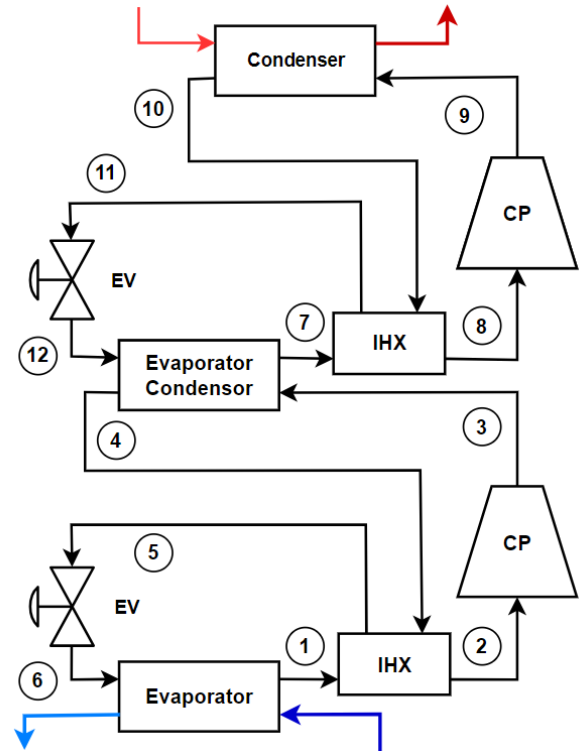 Condenser
10
9
11
CP
EV
7
8
IHX
12
Evaporator
Condensor
4
3
5
CP
EV
1
2
IHX
6
Evaporator